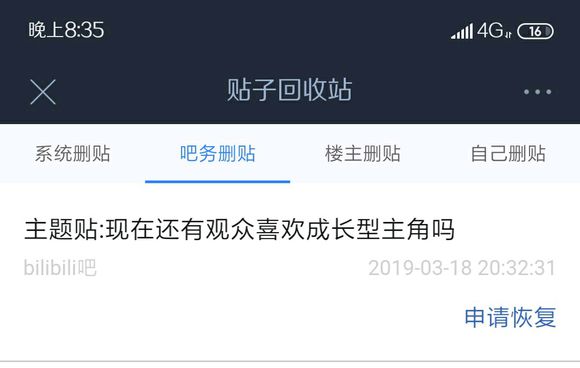 晚上8:35 4G 16
贴子回收站
系统删贴 吧务删贴 楼主删贴 自己删贴
主题贴:现在还有观众喜欢成长型主角吗
bilibili吧 2019-03-18 20:32:31
申请恢复